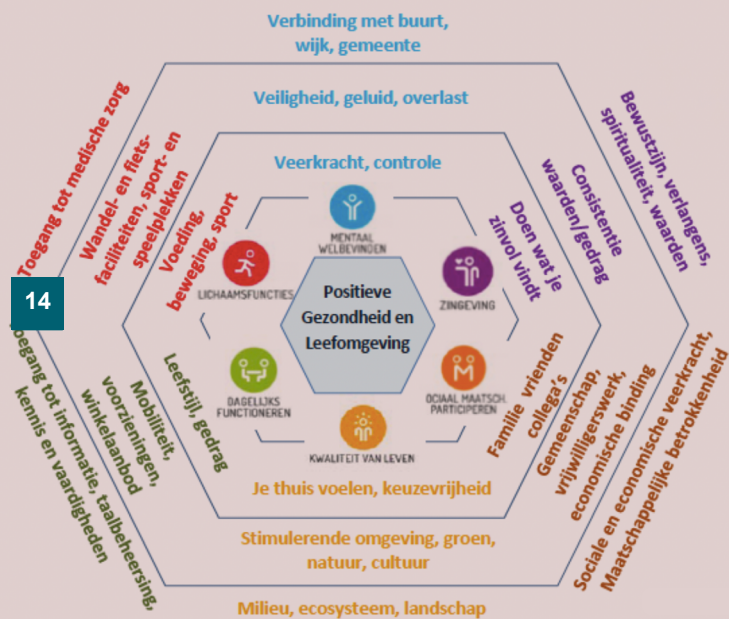 Verbinding met buurt,
wijk, gemeente
Veiligheid, geluid, overlast
Veerkracht, controle
MENTAAL
WELBEVINDEN
Toegang tot medische zorg
Wandel- en fiets-
faciliteiten, sport- en
speelplekken
Voeding,
beweging, sport
LICHAAMSFUNCTIES
Bewustzijn, verlangens,
spiritualiteit, waarden
Consistentie
waarden/gedrag
Doen wat je
zinvol vindt
ZINGEVING
Positieve
Gezondheid en
Leefomgeving
14
oegang tot informatie, taalbeheersing,
kennis en vaardigheden
Mobiliteit,
voorzieningen,
winkelaanbod
Leefstijl, gedrag
DAGELIJKS
FUNCTIONEREN
OCIAAL MAATSCH.
PARTICIPEREN
Familie vrienden
collega's
Gemeenschap,
vrijwilligerswerk,
economische binding
Sociale en economische veerkracht,
Maatschappelijke betrokkenheid
KWALITEIT VAN LEVEN
Je thuis voelen, keuzevrijheid
Stimulerende omgeving, groen,
natuur, cultuur
Milieu, ecosysteem, landschap